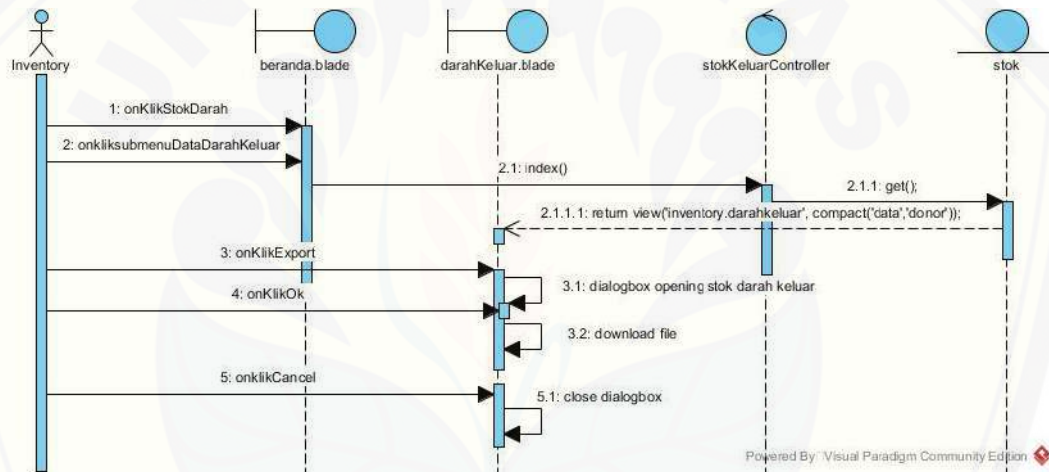 Inventory
beranda.blade
darahKeluar.blade
stokKeluarController
stok
1: onKlikStokDarah
2: onkliksubmenuDataDarahKeluar
2.1: index()
2.1.1: get();
2.1.1.1: return view('inventory.darahkeluar', compact('data','donor'));
3: onKlikExport
3.1: dialogbox opening stok darah keluar
4: onKlikOk
3.2: download file
5: onklikCancel
5.1: close dialogbox
Powered By Visual Paradigm Community Edition